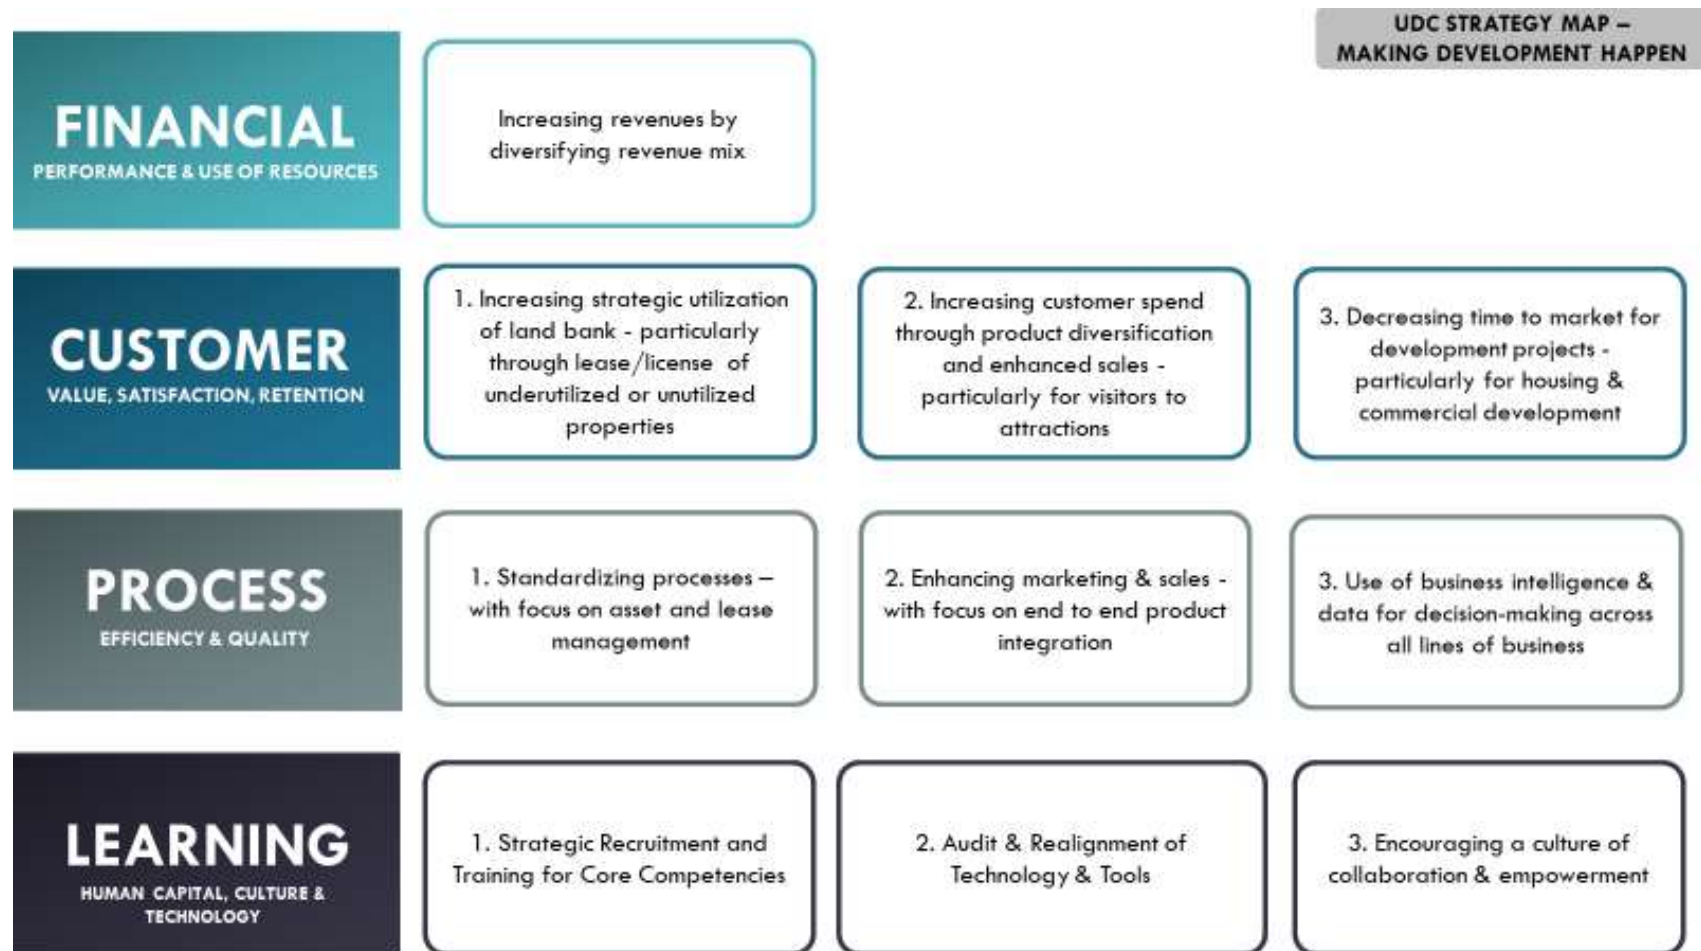 UDC STRATEGY MAP –
MAKING DEVELOPMENT HAPPEN
FINANCIAL
PERFORMANCE & USE OF RESOURCES
Increasing revenues by
diversifying revenue mix
CUSTOMER
VALUE, SATISFACTION, RETENTION
1. Increasing strategic utilization
of land bank - particularly
through lease/license of
underutilized or unutilized
properties
2. Increasing customer spend
through product diversification
and enhanced sales -
particularly for visitors to
attractions
3. Decreasing time to market for
development projects -
particularly for housing &
commercial development
PROCESS
EFFICIENCY & QUALITY
1. Standardizing processes –
with focus on asset and lease
management
2. Enhancing marketing & sales -
with focus on end to end product
integration
3. Use of business intelligence &
data for decision-making across
all lines of business
LEARNING
HUMAN CAPITAL, CULTURE &
TECHNOLOGY
1. Strategic Recruitment and
Training for Core Competencies
2. Audit & Realignment of
Technology & Tools
3. Encouraging a culture of
collaboration & empowerment